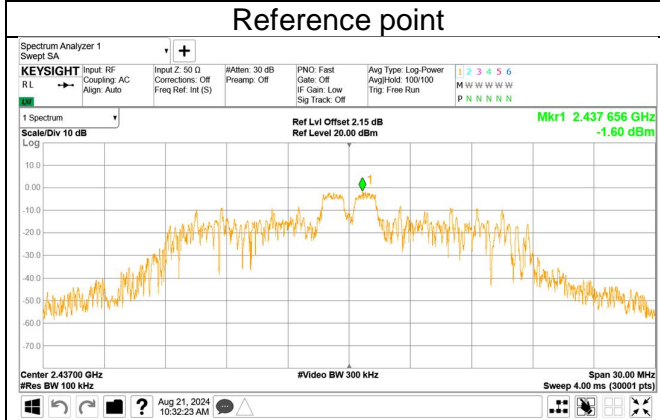 Reference point
Spectrum Analyzer 1
Swept SA
KEYSIGHT
RL
LXI
Input: RF
Coupling: AC
Align: Auto
Input Z: 50 Ω
Corrections: Off
Freq Ref: Int (S)
#Atten: 30 dB
Preamp: Off
PNO: Fast
Gate: Off
IF Gain: Low
Sig Track: Off
Avg Type: Log-Power
Avg|Hold: 100/100
Trig: Free Run
1 2 3 4 5 6
M W W W W W
P N N N N N
1 Spectrum
Scale/Div 10 dB
Ref Lvl Offset 2.15 dB
Ref Level 20.00 dBm
Mkr1 2.437 656 GHz
-1.60 dBm
Log
10.0
0.00
-10.0
-20.0
-30.0
-40.0
-50.0
-60.0
-70.0
1
Center 2.43700 GHz
#Res BW 100 kHz
#Video BW 300 kHz
Span 30.00 MHz
Sweep 4.00 ms (30001 pts)
Aug 21, 2024
10:32:23 AM